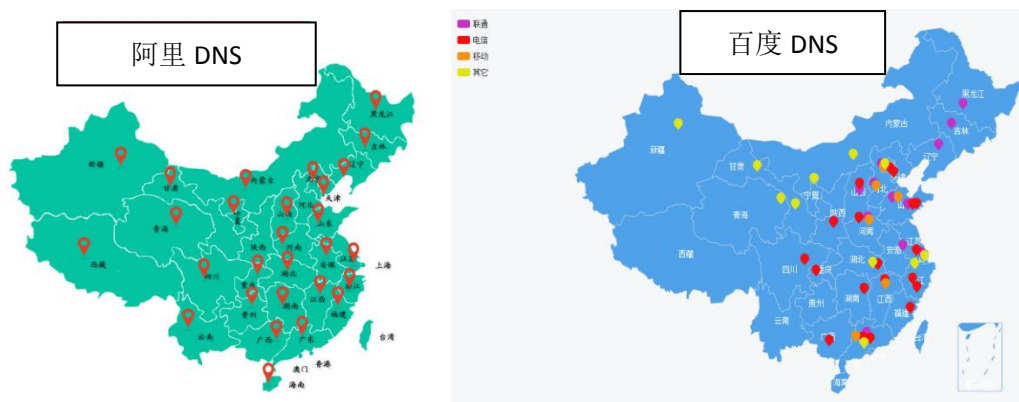 阿里 DNS
黑龙江
吉林
辽宁
新疆
甘肃
内蒙古
北京
天津
河北
山西
山东
青海
陕西
河南
西藏
四川
重庆
湖北
安徽
江苏
上海
浙江
江西
湖南
贵州
福建
云南
广西
广东
台湾
澳门
香港
海南
联通
电信
移动
其它
百度 DNS
黑龙江
内蒙古
吉林
辽宁
新疆
甘肃
宁夏
青海
陕西
河南
西藏
四川
湖北
安徽
湖南
江西
贵州
福建
云南
海南